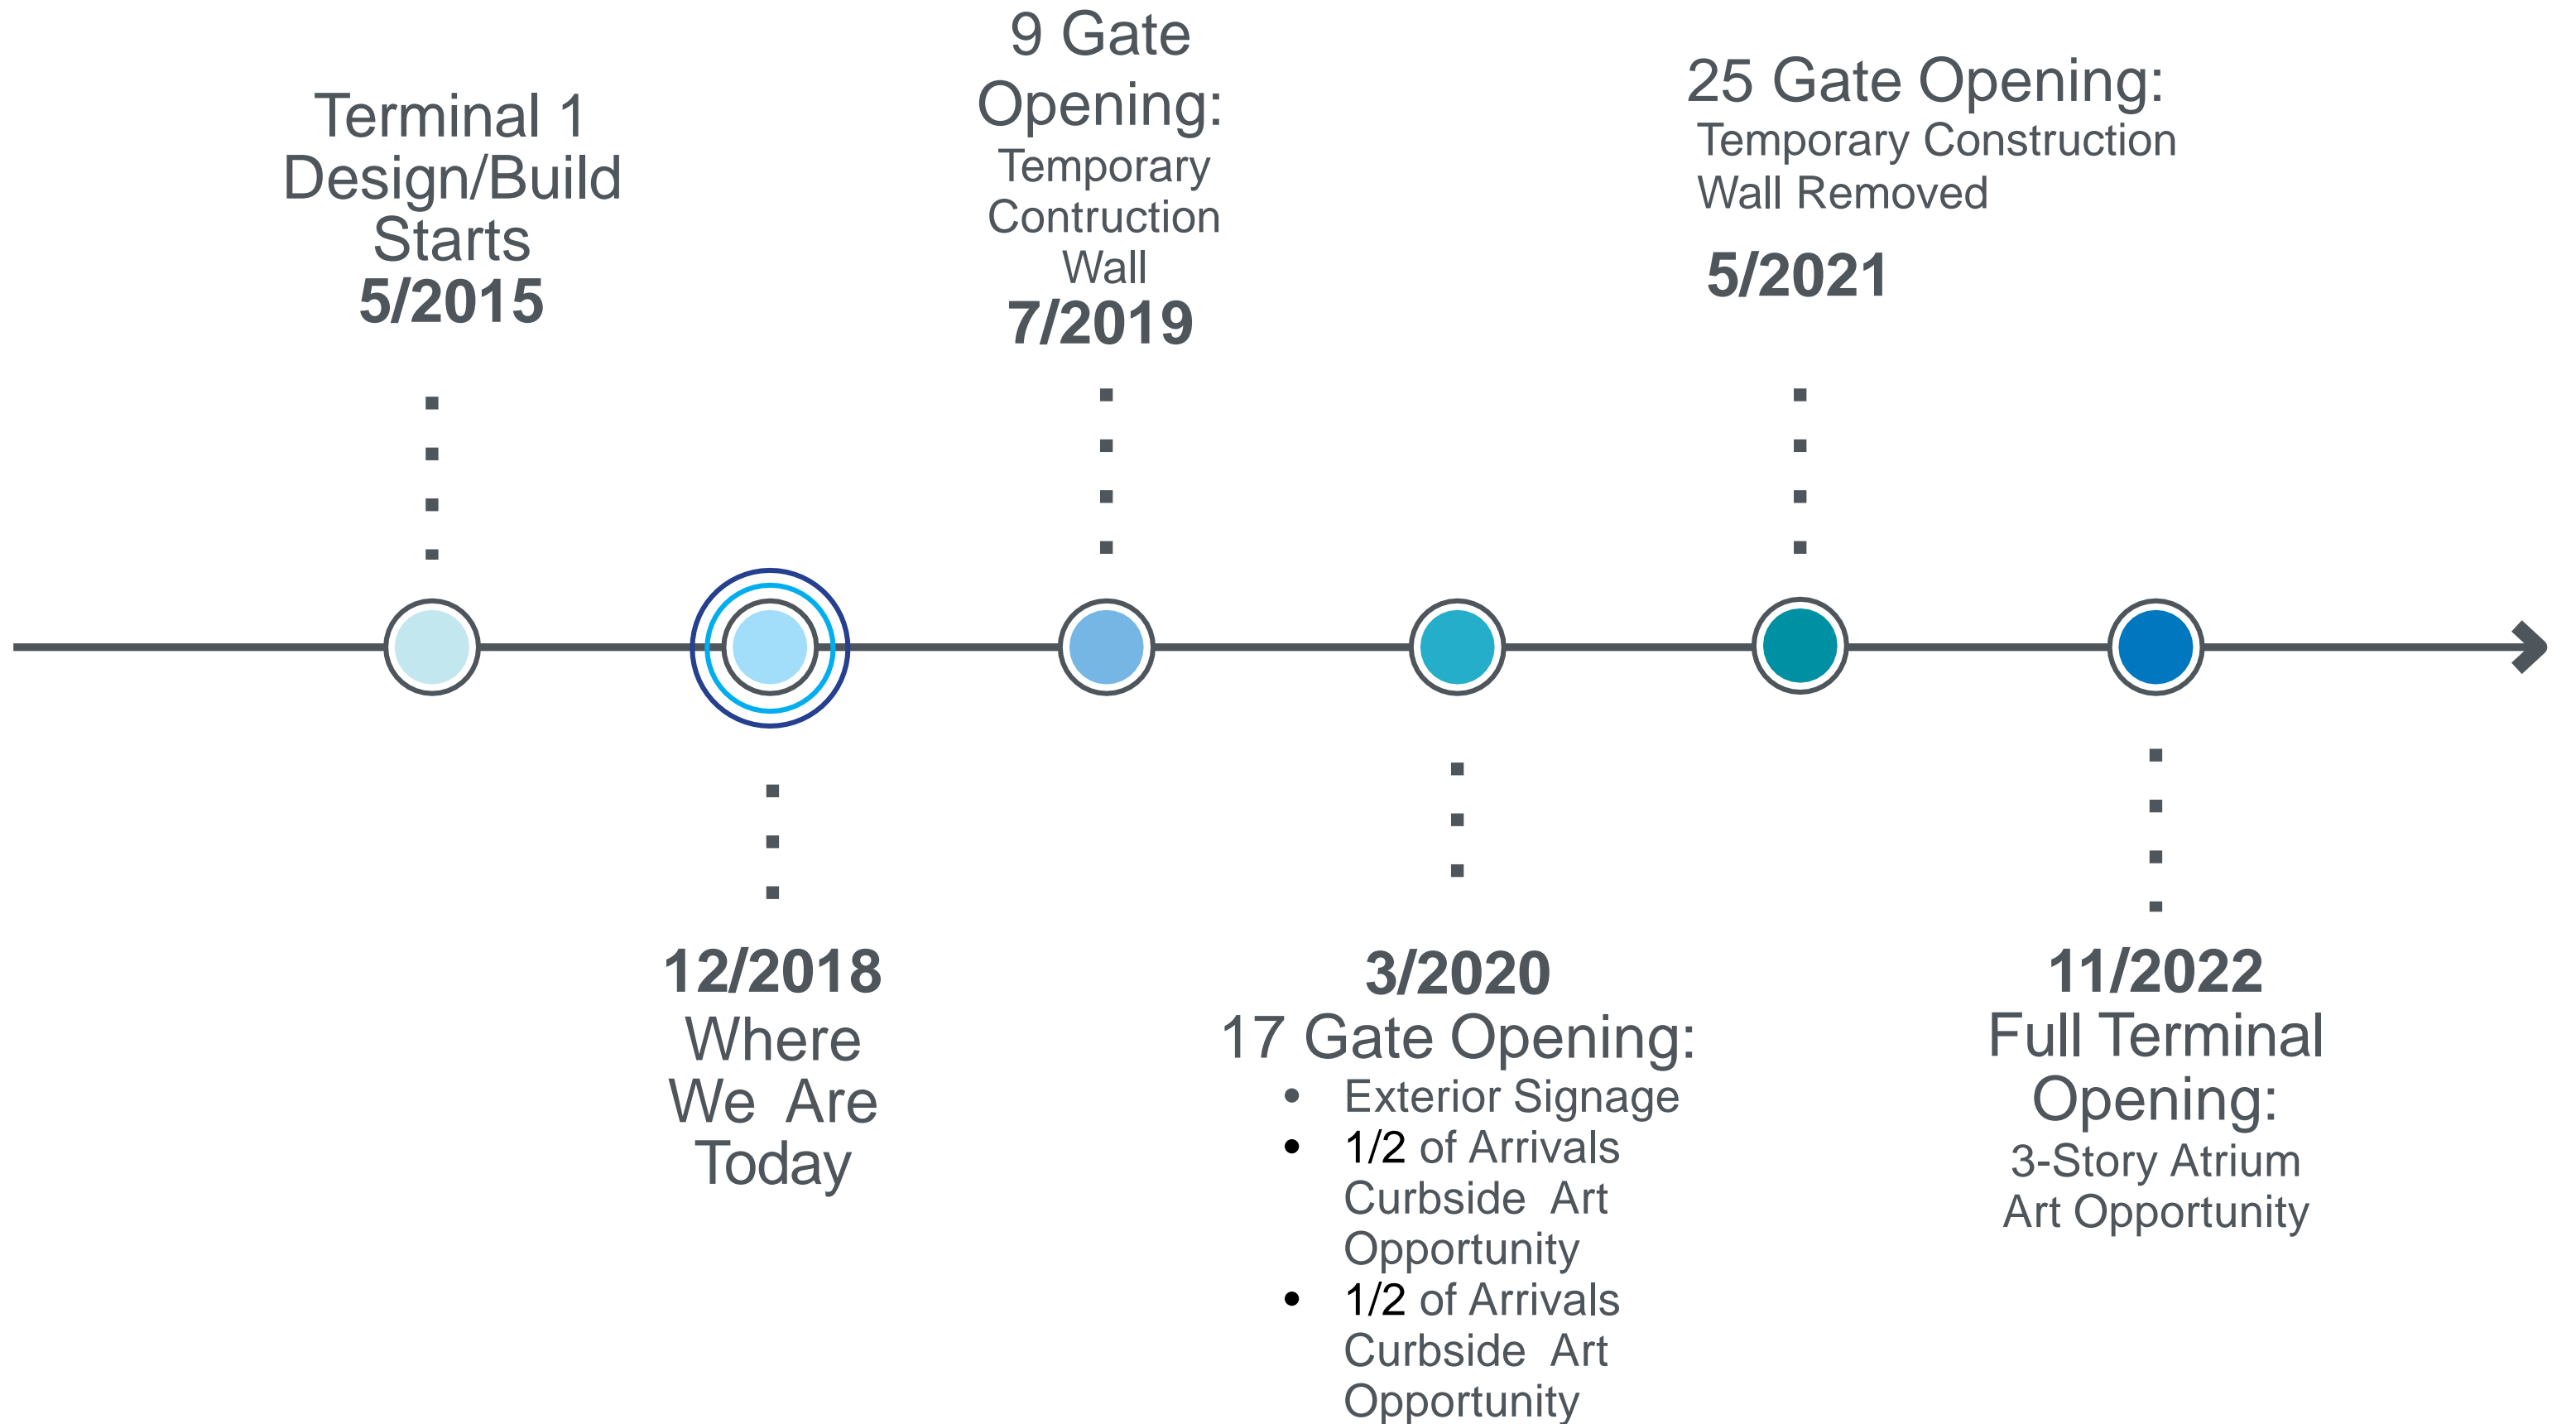 Terminal 1
Design/Build
Starts
5/2015
12/2018
Where
We Are
Today
9 Gate
Opening:
Temporary
Contruction
Wall
7/2019
3/2020
17 Gate Opening:
• Exterior Signage
• 1/2 of Arrivals
Curbside Art
Opportunity
• 1/2 of Arrivals
Curbside Art
Opportunity
25 Gate Opening:
Temporary Construction
Wall Removed
5/2021
11/2022
Full Terminal
Opening:
3-Story Atrium
Art Opportunity